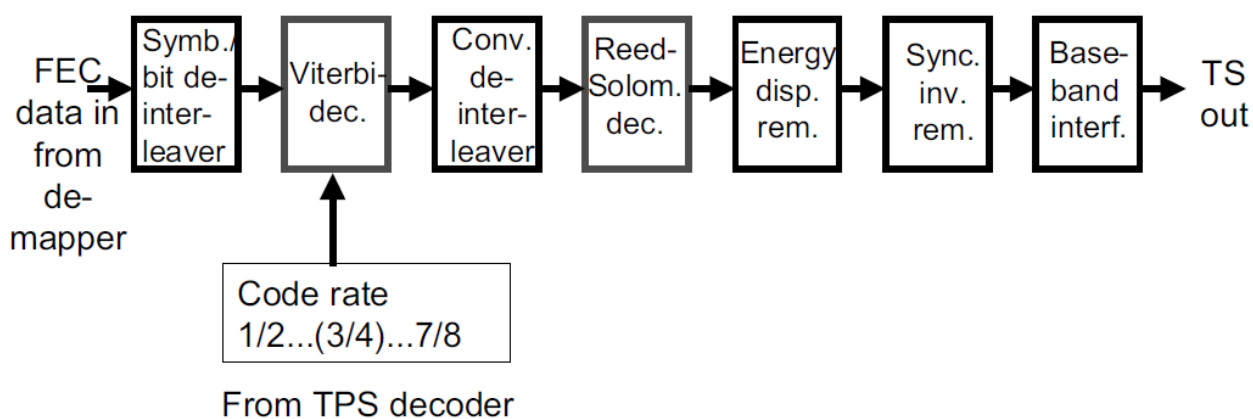 FEC
data in
from
de-
mapper
Symb./
bit de-
inter-
leaver
Viterbi-
dec.
Conv.
de-
inter-
leaver
Reed-
Solom.
dec.
Energy
disp.
rem.
Sync.
inv.
rem.
Base-
band
interf.
TS
out
Code rate
1/2...(3/4)...7/8
From TPS decoder